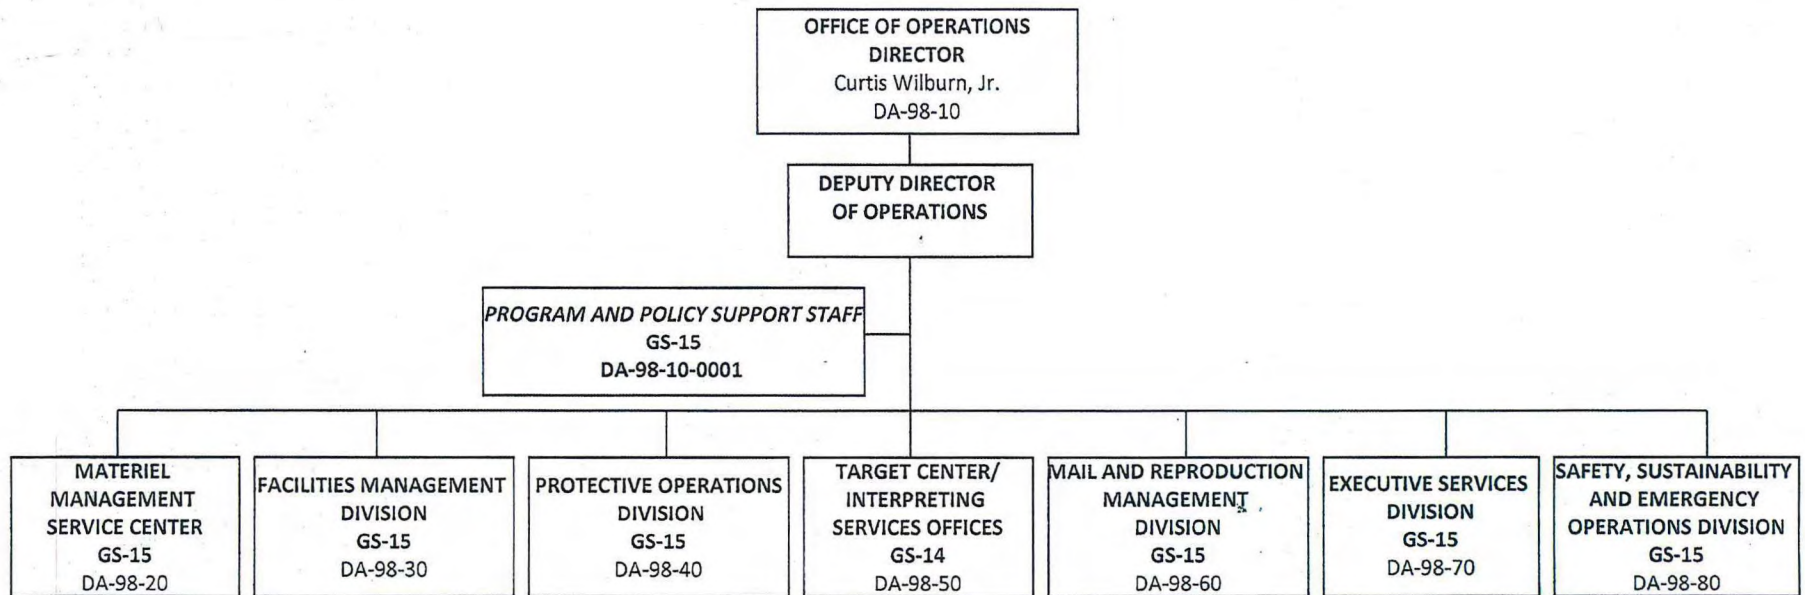 OFFICE OF OPERATIONS
DIRECTOR
Curtis Wilburn, Jr.
DA-98-10
DEPUTY DIRECTOR
OF OPERATIONS
PROGRAM AND POLICY SUPPORT STAFF
GS-15
DA-98-10-0001
MATERIEL
MANAGEMENT
SERVICE CENTER
GS-15
DA-98-20
FACILITIES MANAGEMENT
DIVISION
GS-15
DA-98-30
PROTECTIVE OPERATIONS
DIVISION
GS-15
DA-98-40
TARGET CENTER/
INTERPRETING
SERVICES OFFICES
GS-14
DA-98-50
MAIL AND REPRODUCTION
MANAGEMENT
DIVISION
GS-15
DA-98-60
EXECUTIVE SERVICES
DIVISION
GS-15
DA-98-70
SAFETY, SUSTAINABILITY
AND EMERGENCY
OPERATIONS DIVISION
GS-15
DA-98-80